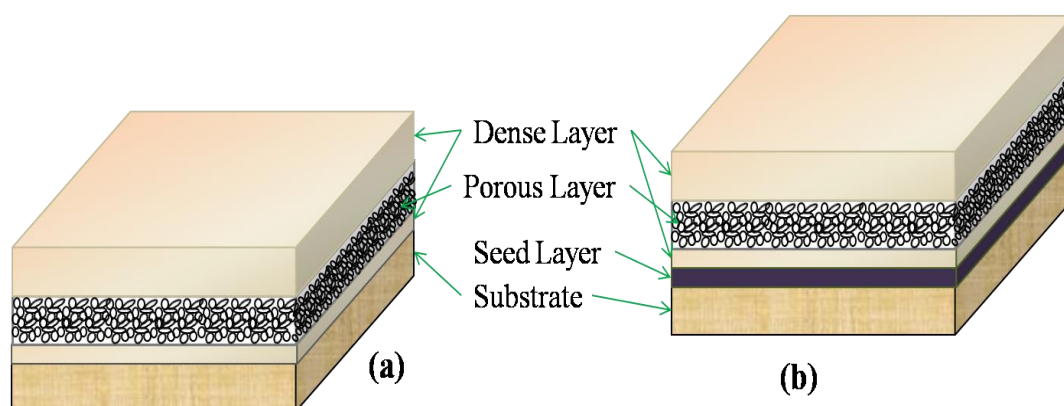 Dense Layer
Porous Layer
Seed Layer
Substrate
(a)
(b)